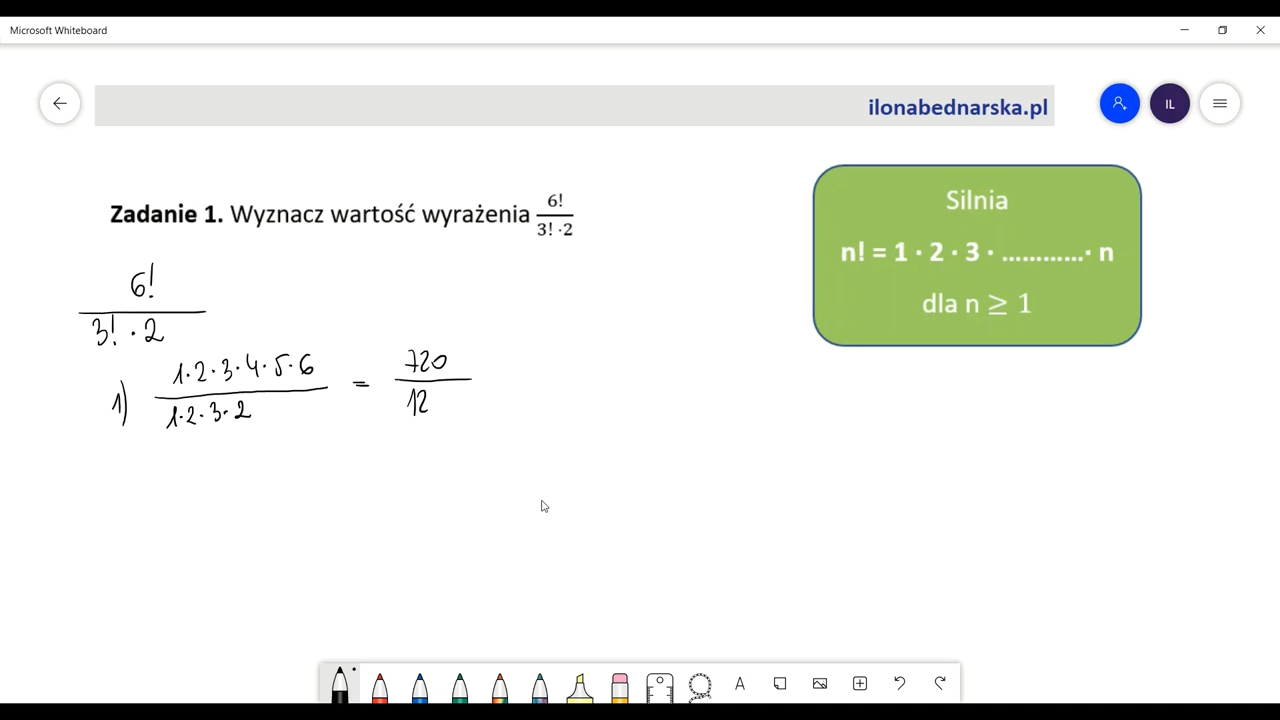 Microsoft Whiteboard
ilonabednarska.pl
IL
Zadanie 1. Wyznacz wartość wyrażenia 6! / 3! ·2
Silnia
n! = 1 · 2 · 3 · ............· n
dla n ≥ 1
6!
3! · 2
1) 1·2·3·4·5·6 / 1·2·3·2 = 720 / 12
A